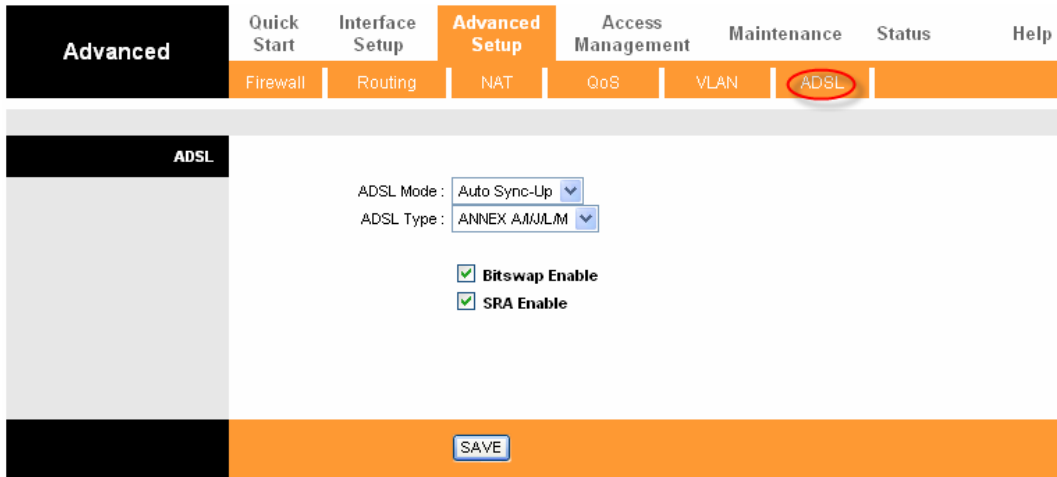 Advanced
Quick Start
Interface Setup
Advanced Setup
Access Management
Maintenance
Status
Help
Firewall
Routing
NAT
QoS
VLAN
ADSL
ADSL
ADSL Mode : Auto Sync-Up
ADSL Type : ANNEX A/I/J/L/M
Bitswap Enable
SRA Enable
SAVE